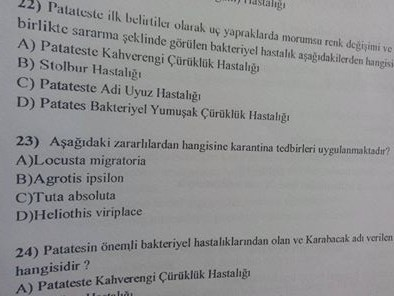 Hastalığı
22) Patateste ilk belirtiler olarak uç yapraklarda morumsu renk değişimi ve
birlikte sararma şeklinde görülen bakteriyel hastalık aşağıdakilerden hangisi
A) Patateste Kahverengi Çürüklük Hastalığı
B) Stolbur Hastalığı
C) Patateste Adi Uyuz Hastalığı
D) Patates Bakteriyel Yumuşak Çürüklük Hastalığı
23) Aşağıdaki zararlılardan hangisine karantina tedbirleri uygulanmaktadır?
A)Locusta migratoria
B)Agrotis ipsilon
C)Tuta absoluta
D)Heliothis viriplace
24) Patatesin önemli bakteriyel hastalıklarından olan ve Karabacak adı verilen
hangisidir ?
A) Patateste Kahverengi Çürüklük Hastalığı